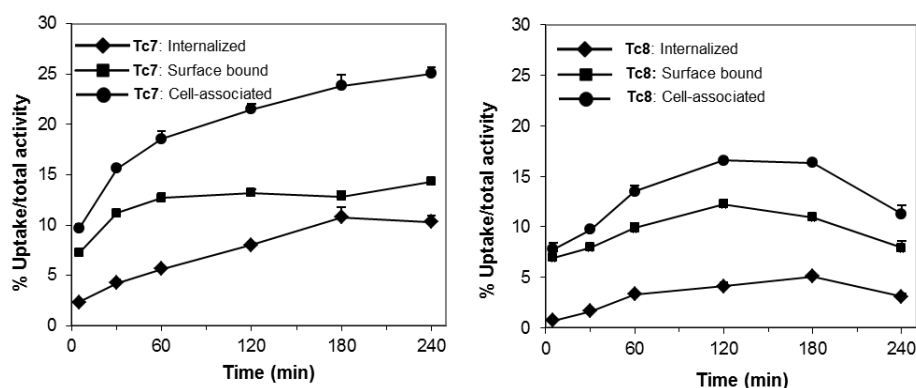 30
25
20
15
10
5
0
% Uptake/total activity
Tc7: Internalized
Tc7: Surface bound
Tc7: Cell-associated
0 60 120 180 240
Time (min)
30
25
20
15
10
5
0
% Uptake/total activity
Tc8: Internalized
Tc8: Surface bound
Tc8: Cell-associated
0 60 120 180 240
Time (min)